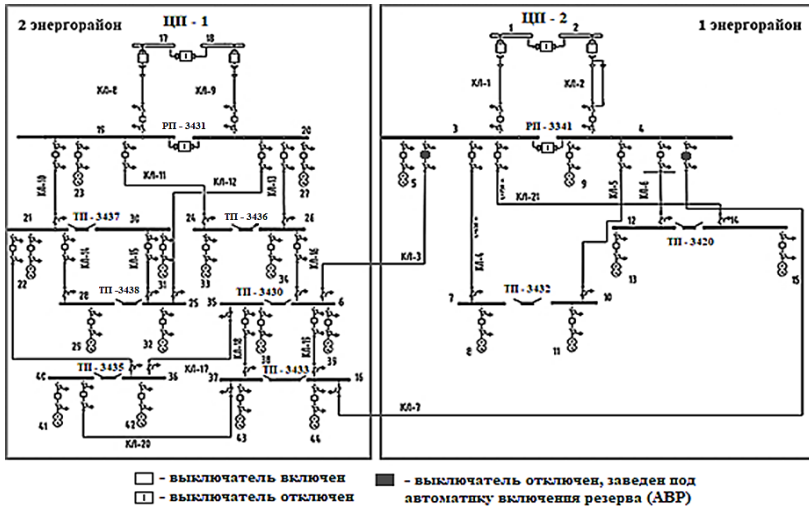 2 энергорайон
ЦП - 1
17
18
КЛ-8
КЛ-9
РП - 3431
19
20
23
КЛ-11
КЛ-12
КЛ-10
КЛ-13
27
21
ТП - 3437
30
24
ТП - 3436
26
22
КЛ-14
КЛ-15
31
33
34
КЛ-16
28
ТП-3438
25
35
ТП - 3430
6
32
КЛ-18
38
39
ТП - 3435
36
КЛ-17
37
ТП - 3433
16
41
42
43
44
КЛ-20
ЦП - 2
1 энергорайон
1
2
КЛ-1
КЛ-2
3
РП - 3341
4
5
9
КЛ-21
КЛ-5
КЛ-6
КЛ-3
КЛ-4
12
14
ТП - 3420
13
15
7
ТП - 3432
10
8
11
КЛ-7
- выключатель включен
I - выключатель отключен
- выключатель отключен, заведен под
автоматику включения резерва (АВР)